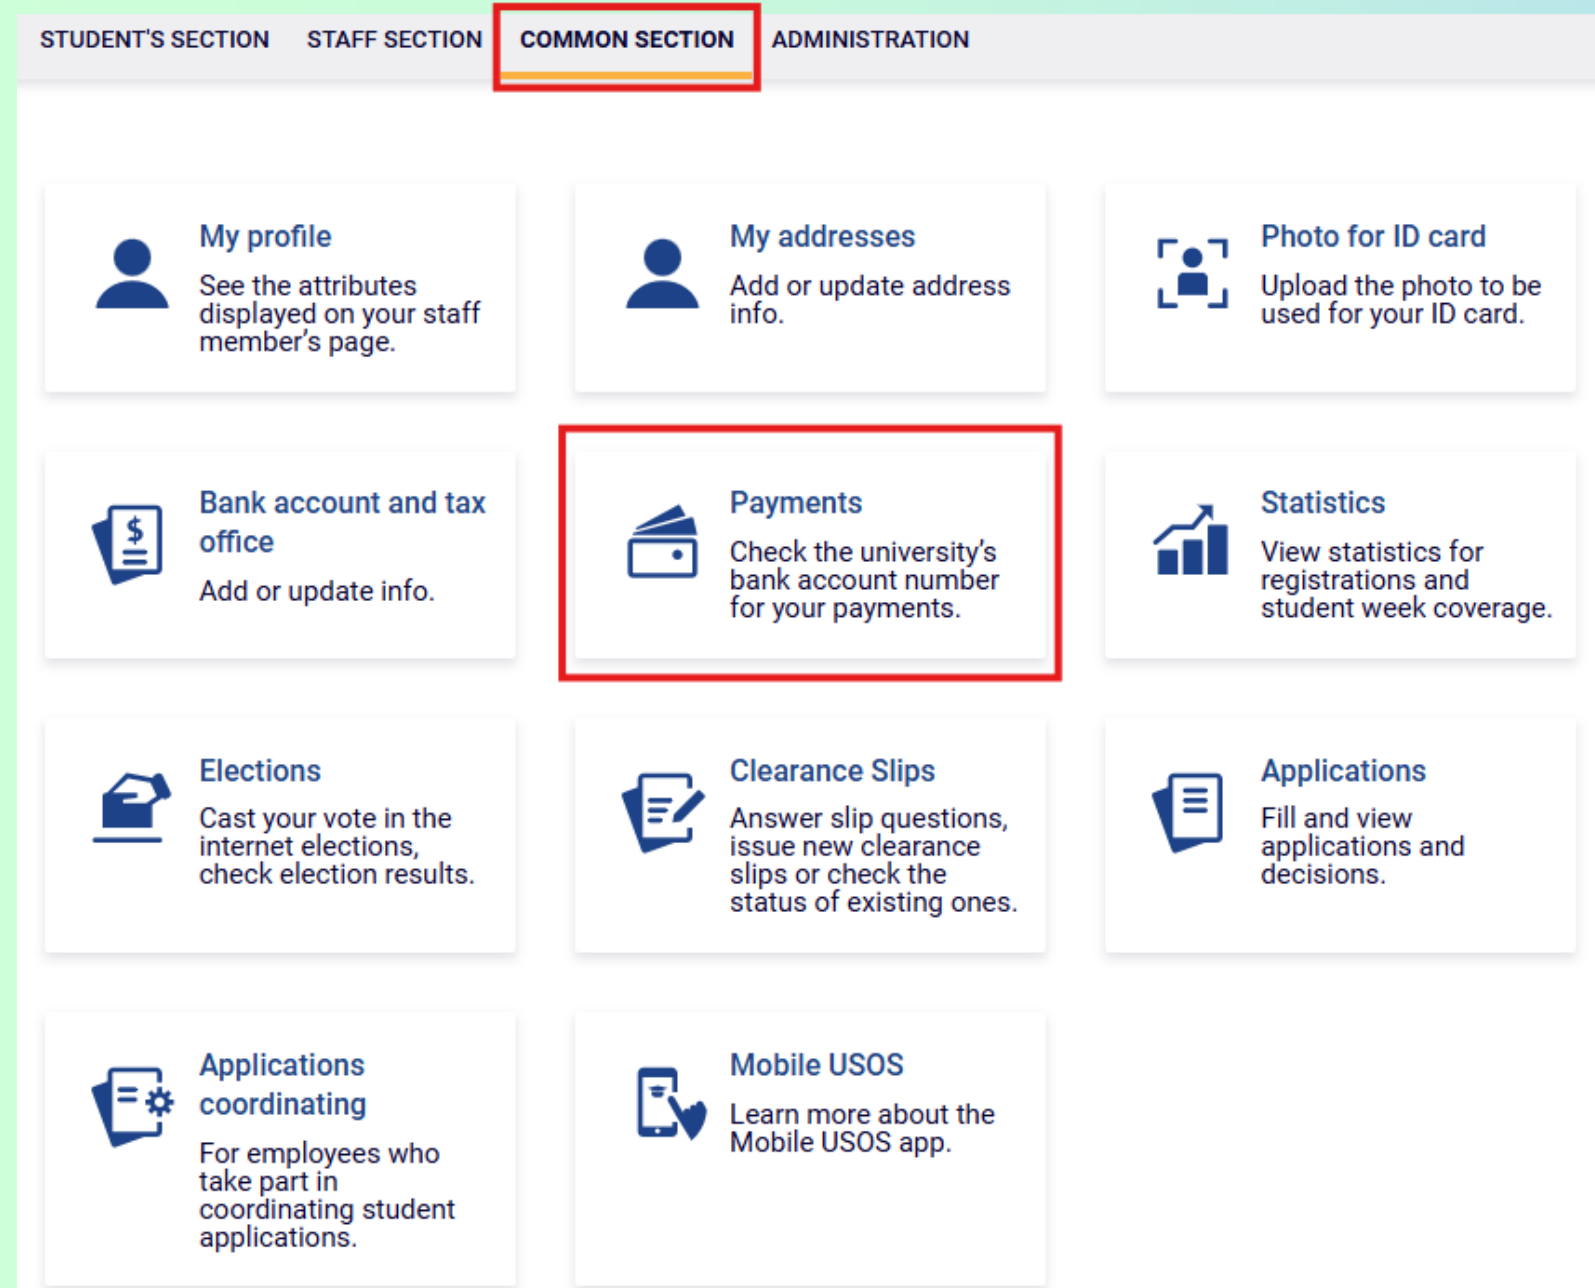 STUDENT'S SECTION STAFF SECTION COMMON SECTION ADMINISTRATION
My profile
See the attributes
displayed on your staff
member's page.
My addresses
Add or update address
info.
Photo for ID card
Upload the photo to be
used for your ID card.
Bank account and tax
office
Add or update info.
Payments
Check the university's
bank account number
for your payments.
Statistics
View statistics for
registrations and
student week coverage.
Elections
Cast your vote in the
internet elections,
check election results.
Clearance Slips
Answer slip questions,
issue new clearance
slips or check the
status of existing ones.
Applications
Fill and view
applications and
decisions.
Applications
coordinating
For employees who
take part in
coordinating student
applications.
Mobile USOS
Learn more about the
Mobile USOS app.